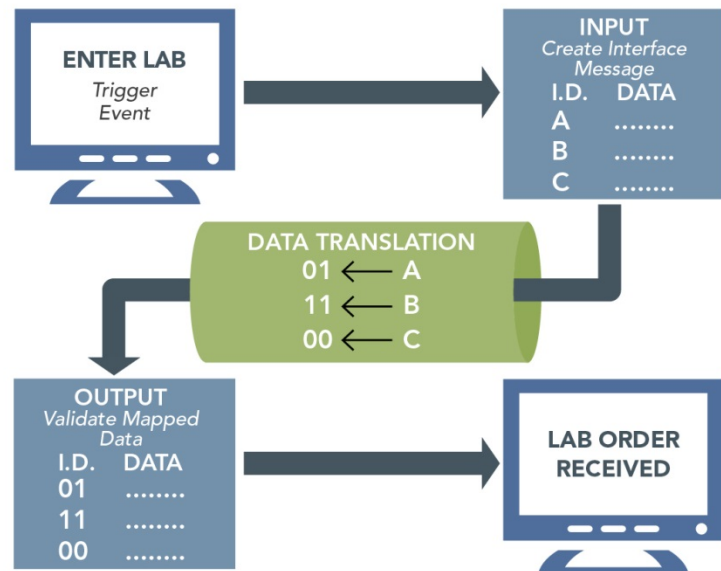 ENTER LAB
Trigger
Event
INPUT
Create Interface
Message
I.D. DATA
A ........
B ........
C ........
DATA TRANSLATION
01 ← A
11 ← B
00 ← C
OUTPUT
Validate Mapped
Data
I.D. DATA
01 ........
11 ........
00 ........
LAB ORDER
RECEIVED